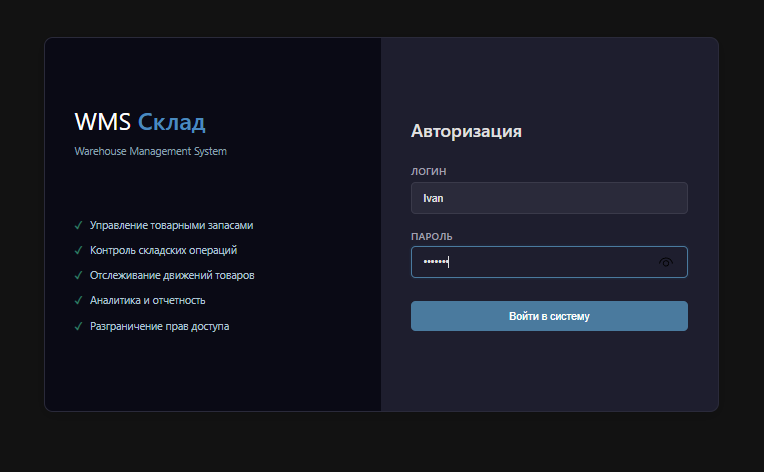 WMS Склад
Warehouse Management System
✓ Управление товарными запасами
✓ Контроль складских операций
✓ Отслеживание движений товаров
✓ Аналитика и отчетность
✓ Разграничение прав доступа
Авторизация
ЛОГИН
Ivan
ПАРОЛЬ
•••••••
Войти в систему